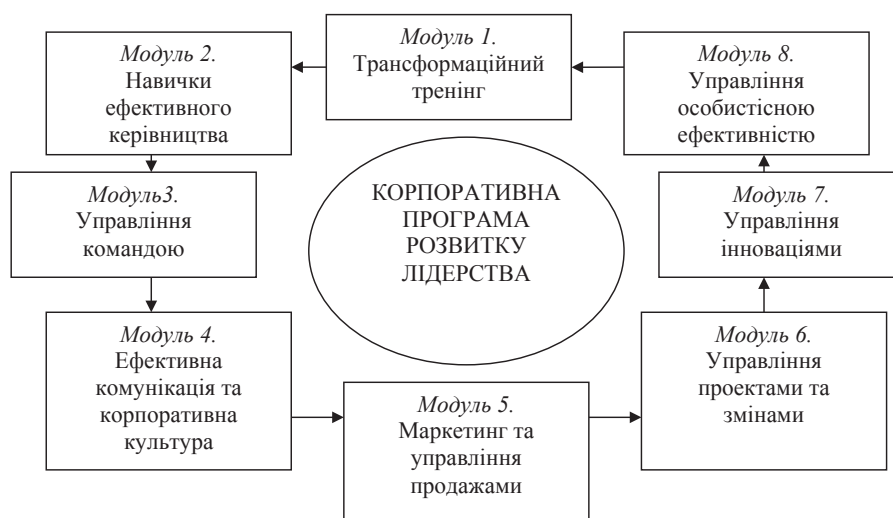 Модуль 1.
Трансформаційний
тренінг
Модуль 2.
Навички
ефективного
керівництва
Модуль3.
Управління
командою
Модуль 4.
Ефективна
комунікація та
корпоративна
культура
Модуль 5.
Маркетинг та
управління
продажами
Модуль 6.
Управління
проектами та
змінами
Модуль 7.
Управління
інноваціями
Модуль 8.
Управління
особистісною
ефективністю
КОРПОРАТИВНА
ПРОГРАМА
РОЗВИТКУ
ЛІДЕРСТВА